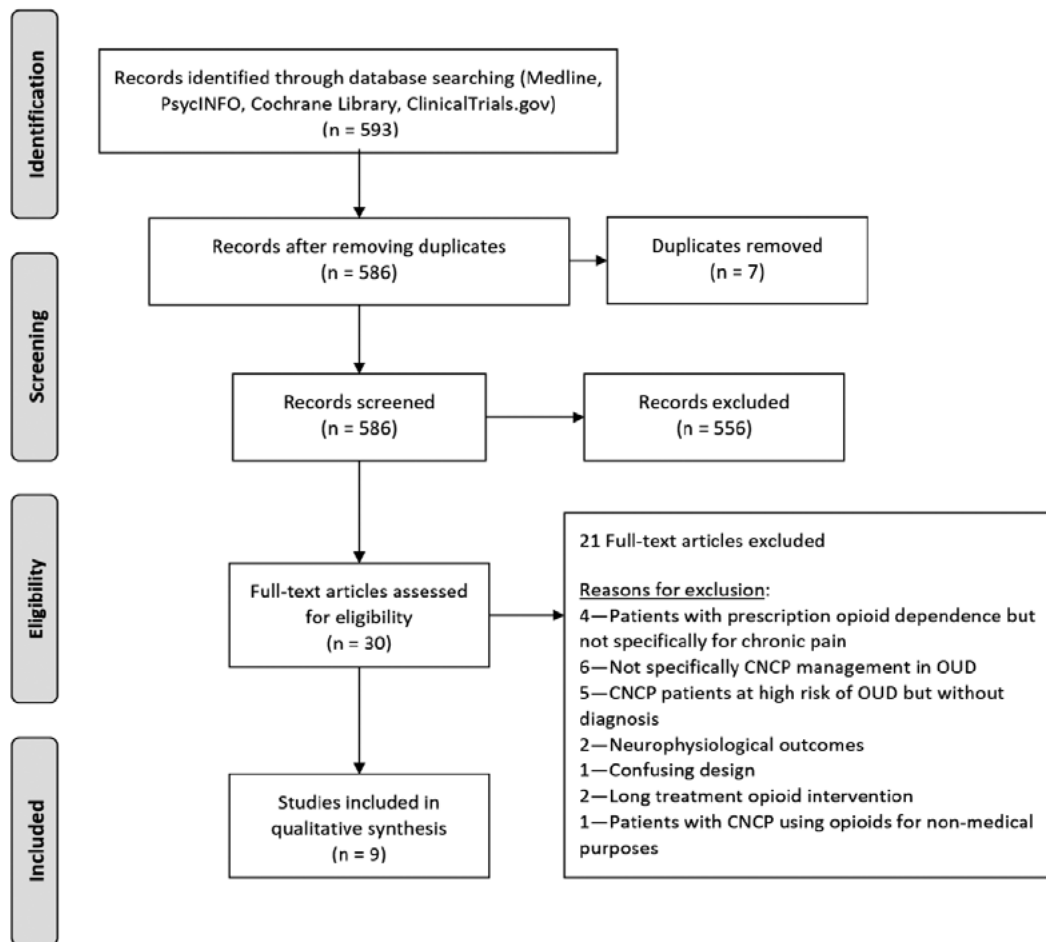 Identification
Records identified through database searching (Medline,
PsycINFO, Cochrane Library, ClinicalTrials.gov)
(n = 593)
Records after removing duplicates
(n = 586)
Duplicates removed
(n = 7)
Screening
Records screened
(n = 586)
Records excluded
(n = 556)
Eligibility
Full-text articles assessed
for eligibility
(n = 30)
21 Full-text articles excluded
Reasons for exclusion:
4—Patients with prescription opioid dependence but
not specifically for chronic pain
6—Not specifically CNCP management in OUD
5—CNCP patients at high risk of OUD but without
diagnosis
2—Neurophysiological outcomes
1—Confusing design
2—Long treatment opioid intervention
1—Patients with CNCP using opioids for non-medical
purposes
Included
Studies included in
qualitative synthesis
(n = 9)